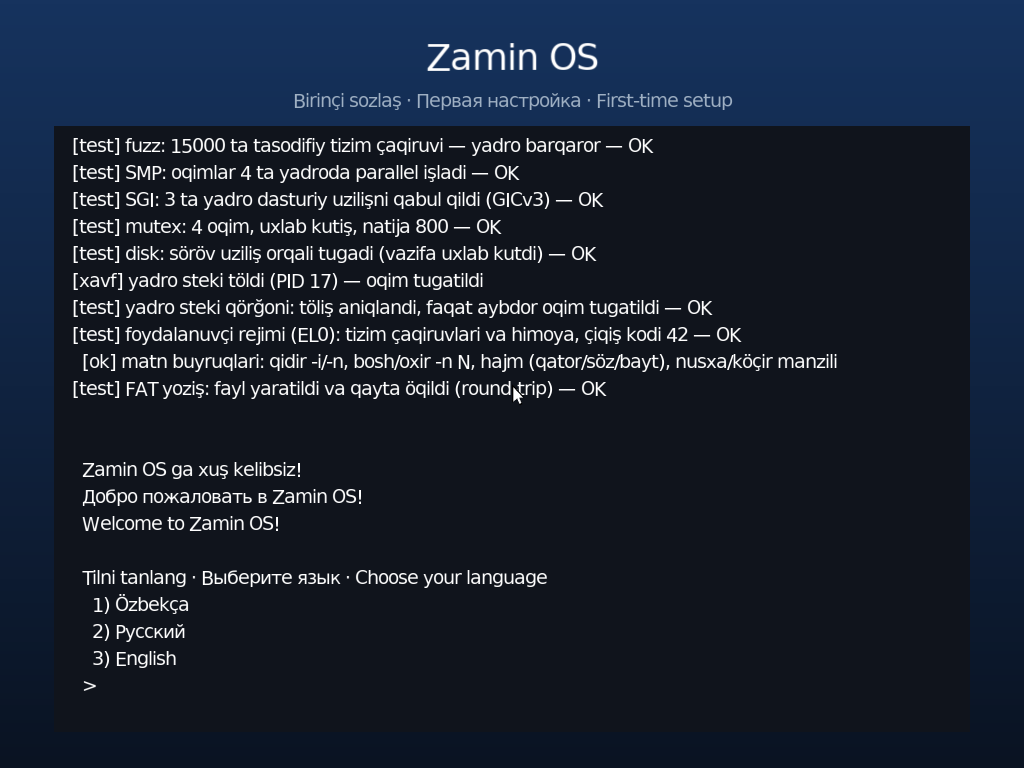 Zamin OS
Birinçi sozlaş · Первая настройка · First-time setup
[test] fuzz: 15000 ta tasodifiy tizim çaqiruvi — yadro barqaror — OK
[test] SMP: oqimlar 4 ta yadroda parallel işladi — OK
[test] SGI: 3 ta yadro dasturiy uzilişni qabul qildi (GICv3) — OK
[test] mutex: 4 oqim, uxlab kutiş, natija 800 — OK
[test] disk: söröv uziliş orqali tugadi (vazifa uxlab kutdi) — OK
[xavf] yadro steki töldi (PID 17) — oqim tugatildi
[test] yadro steki qörğoni: töliş aniqlandi, faqat aybdor oqim tugatildi — OK
[test] foydalanuvçi rejimi (EL0): tizim çaqiruvlari va himoya, çiqiş kodi 42 — OK
[ok] matn buyruqlari: qidir -i/-n, bosh/oxir -n N, hajm (qator/söz/bayt), nusxa/köçir manzili
[test] FAT yoziş: fayl yaratildi va qayta öqildi (round trip) — OK
Zamin OS ga xuş kelibsiz!
Добро пожаловать в Zamin OS!
Welcome to Zamin OS!
Tilni tanlang · Выберите язык · Choose your language
1) Özbekça
2) Русский
3) English
>